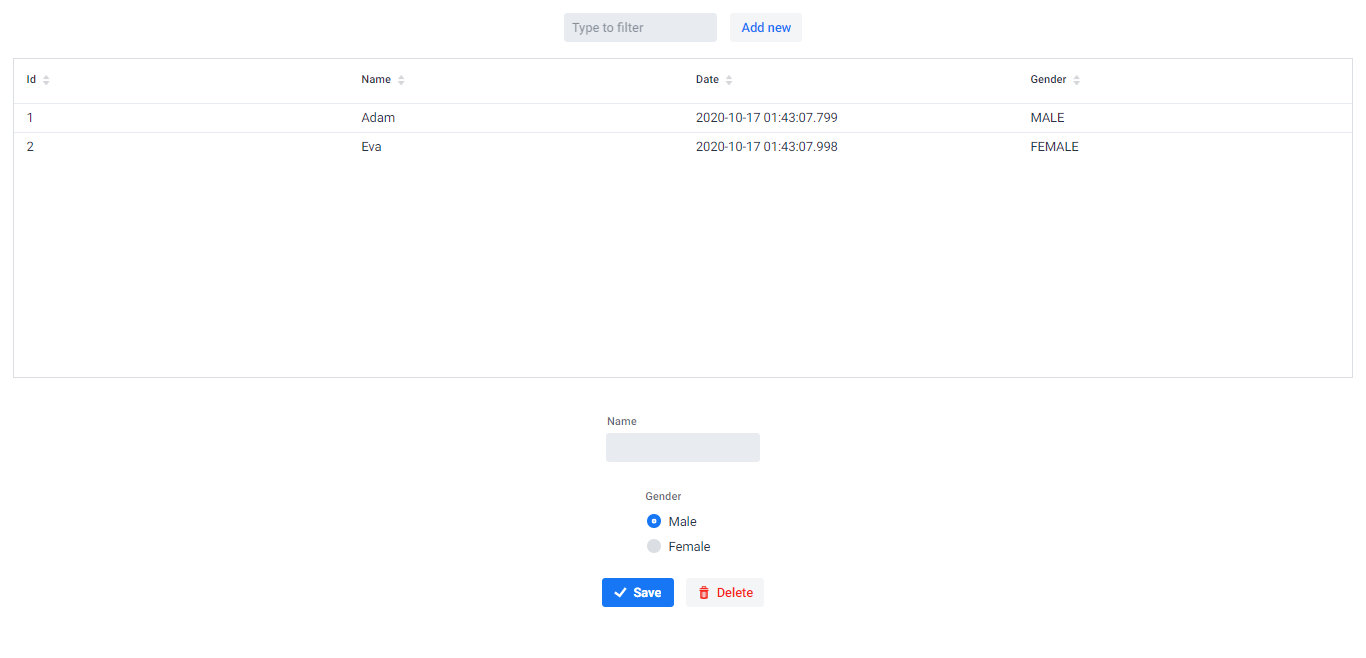 Type to filter Add new
Id Name Date Gender
1 Adam 2020-10-17 01:43:07.799 MALE
2 Eva 2020-10-17 01:43:07.998 FEMALE
Name
Gender
Male
Female
Save Delete